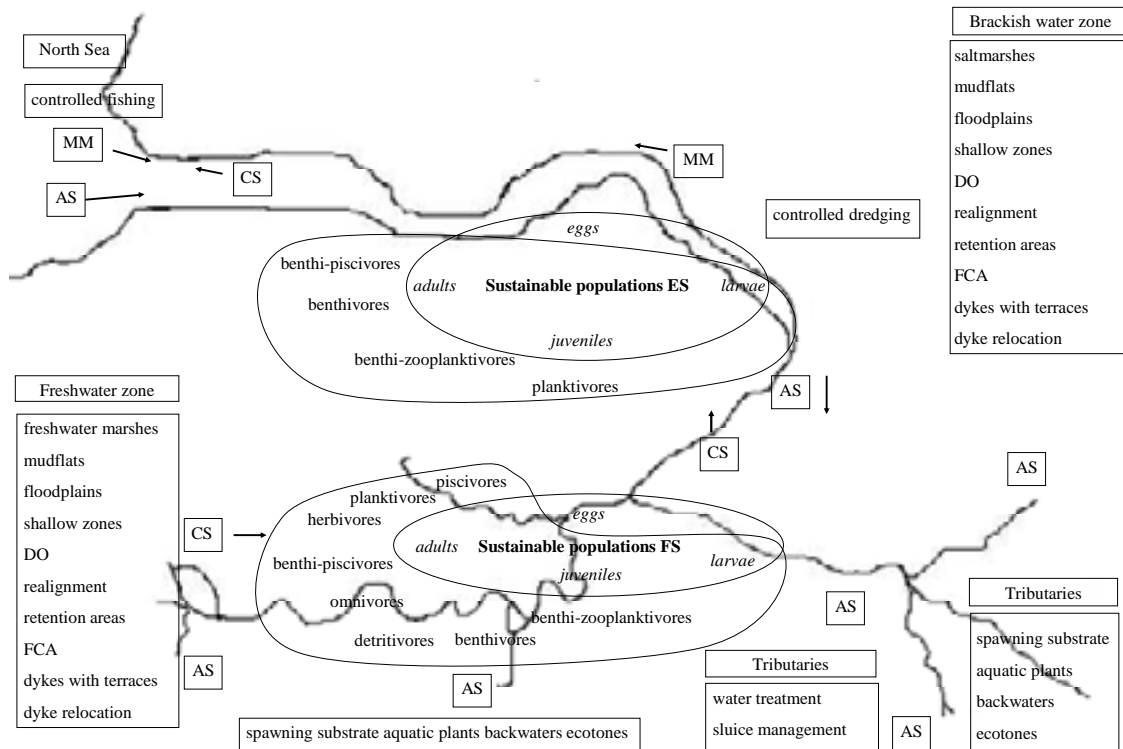 North Sea
controlled fishing
MM
CS
AS
MM
controlled dredging
Brackish water zone
saltmarshes
mudflats
floodplains
shallow zones
DO
realignment
retention areas
FCA
dykes with terraces
dyke relocation
eggs
benthi-piscivores
adults Sustainable populations ES larvae
benthivores
juveniles
benthi-zooplanktivores
planktivores
AS
CS
Freshwater zone
freshwater marshes
mudflats
floodplains
shallow zones
DO
realignment
retention areas
FCA
dykes with terraces
dyke relocation
CS
piscivores
planktivores
herbivores
eggs
adults Sustainable populations FS larvae
benthi-piscivores
juveniles
omnivores
benthi-zooplanktivores
detritivores benthivores
AS
AS
AS
AS
AS
Tributaries
spawning substrate
aquatic plants
backwaters
ecotones
Tributaries
water treatment
sluice management
spawning substrate aquatic plants backwaters ecotones